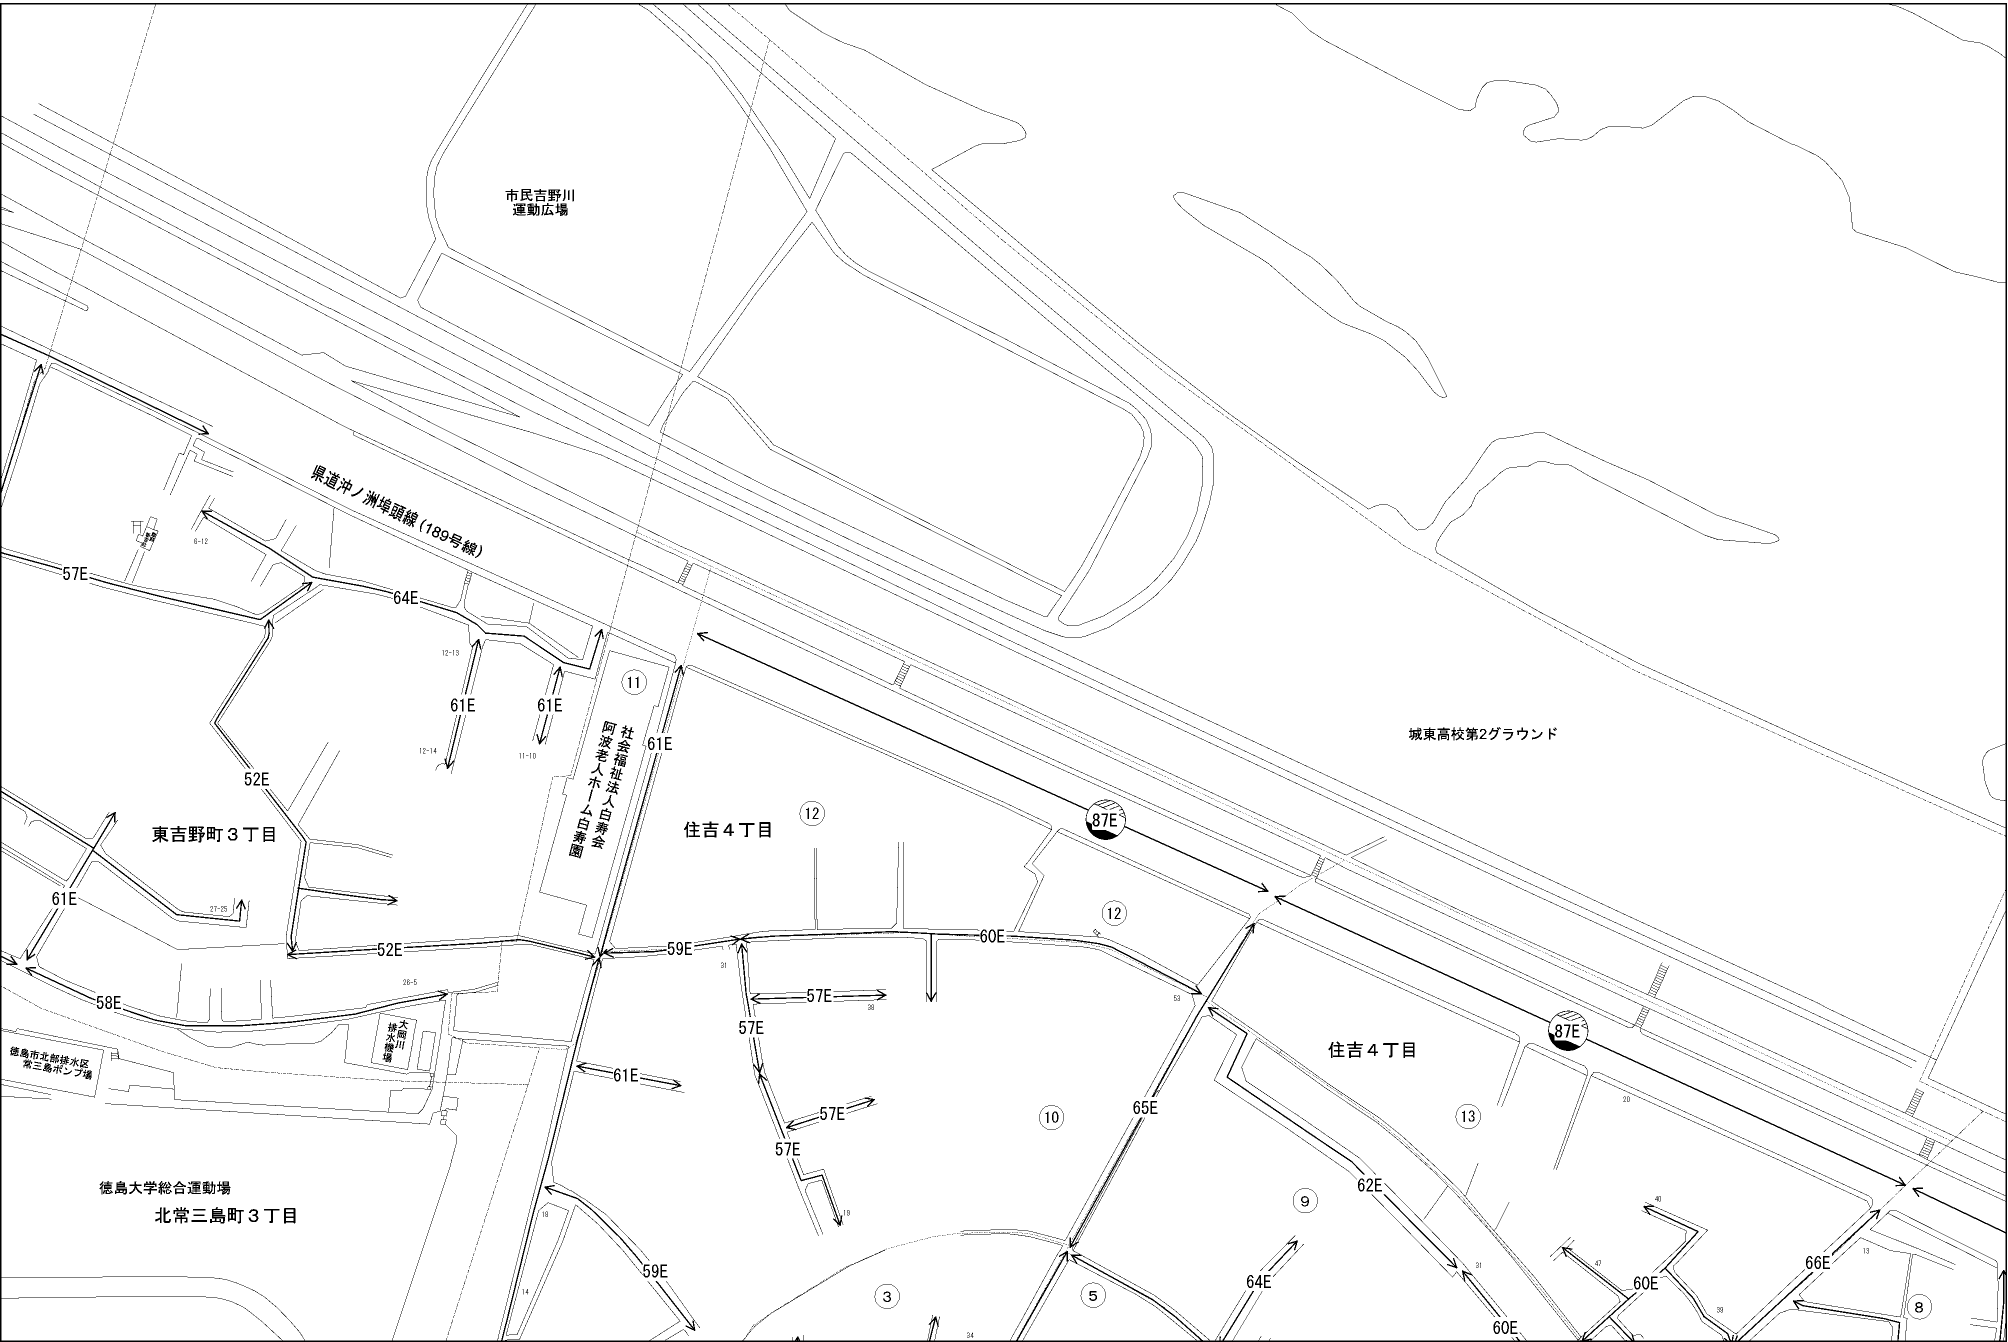 市民吉野川
運動広場
県道沖ノ洲埠頭線(189号線)
6-12
57E
64E
12-13
61E
61E
12-14
11-10
11
社会福祉法人白寿会
阿波老人ホーム白寿園
61E
城東高校第2グラウンド
52E
12
87E
東吉野町3丁目
住吉4丁目
61E
27-25
12
52E
59E
60E
31
26-5
57E
38
53
58E
57E
大岡川
排水機場
87E
徳島市北部排水区
常三島ポンプ場
住吉4丁目
61E
57E
65E
10
13
20
57E
徳島大学総合運動場
北常三島町3丁目
62E
9
40
18
19
59E
64E
31
47
60E
66E
13
14
3
5
39
8
34
60E